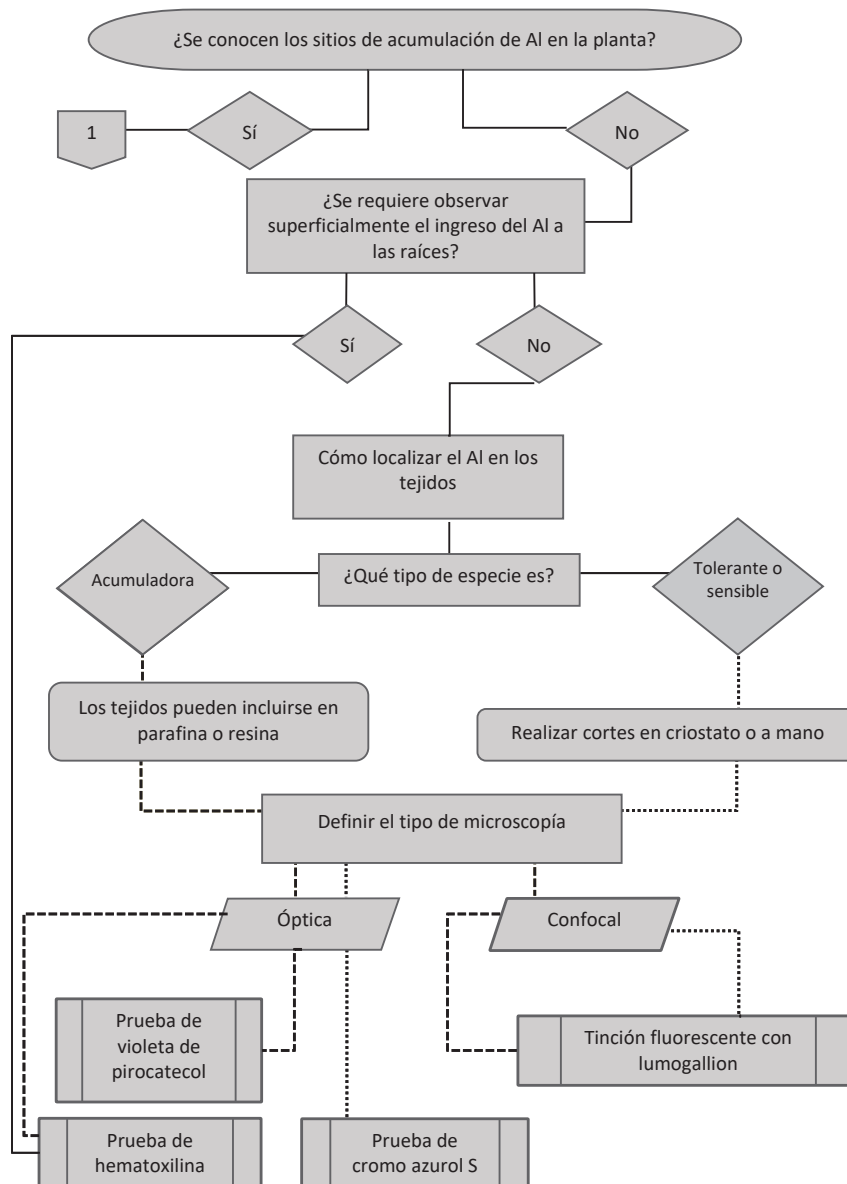 ¿Se conocen los sitios de acumulación de Al en la planta?
1
Sí
No
¿Se requiere observar
superficialmente el ingreso del Al a
las raíces?
Sí
No
Cómo localizar el Al en los
tejidos
Acumuladora
¿Qué tipo de especie es?
Tolerante o
sensible
Los tejidos pueden incluirse en
parafina o resina
Realizar cortes en criostato o a mano
Definir el tipo de microscopía
Óptica
Confocal
Prueba de
violeta de
pirocatecol
Tinción fluorescente con
lumogallion
Prueba de
hematoxilina
Prueba de
cromo azurol S